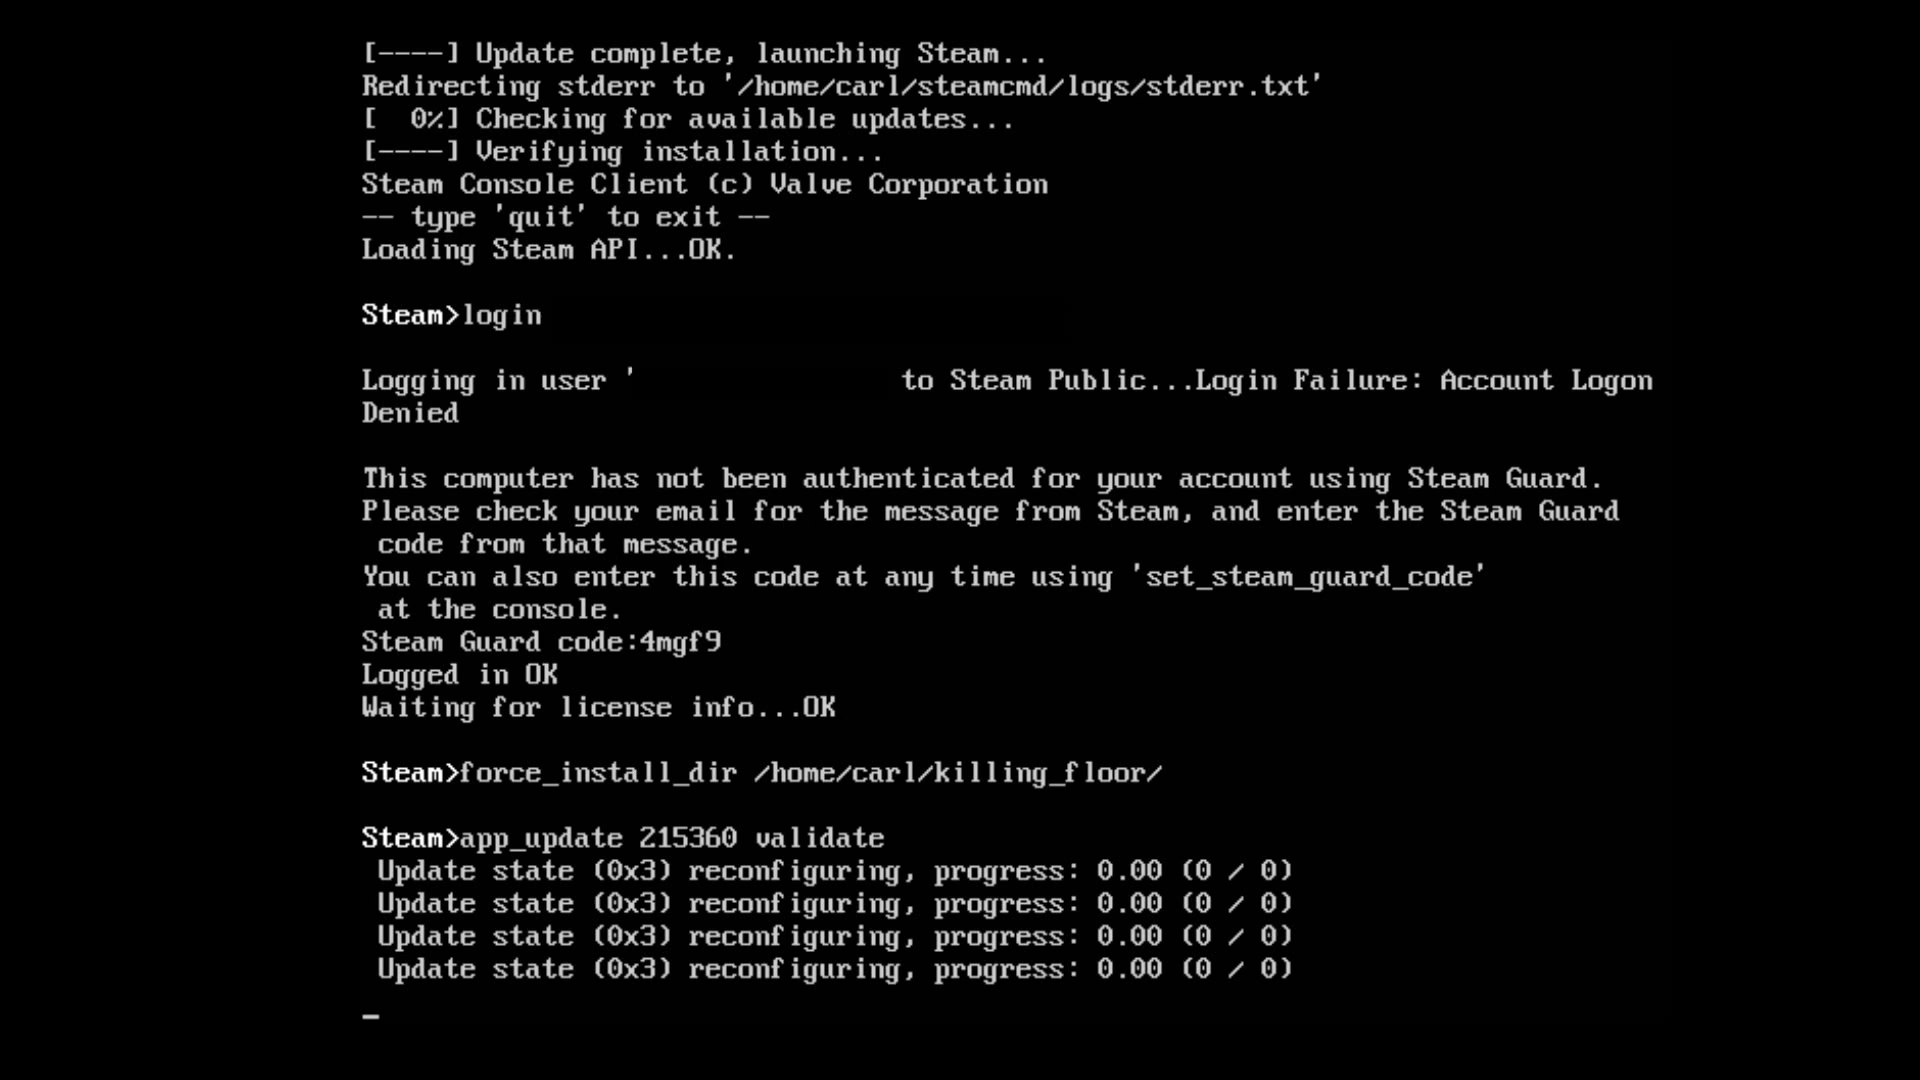 [----] Update complete, launching Steam...
Redirecting stderr to '/home/carl/steamcmd/logs/stderr.txt'
[  0%] Checking for available updates...
[----] Verifying installation...
Steam Console Client (c) Valve Corporation
-- type 'quit' to exit --
Loading Steam API...OK.
Steam>login
Logging in user '                 to Steam Public...Login Failure: Account Logon
Denied
This computer has not been authenticated for your account using Steam Guard.
Please check your email for the message from Steam, and enter the Steam Guard
 code from that message.
You can also enter this code at any time using 'set_steam_guard_code'
 at the console.
Steam Guard code:4mgf9
Logged in OK
Waiting for license info...OK
Steam>force_install_dir /home/carl/killing_floor/
Steam>app_update 215360 validate
 Update state (0x3) reconfiguring, progress: 0.00 (0 / 0)
 Update state (0x3) reconfiguring, progress: 0.00 (0 / 0)
 Update state (0x3) reconfiguring, progress: 0.00 (0 / 0)
 Update state (0x3) reconfiguring, progress: 0.00 (0 / 0)
_